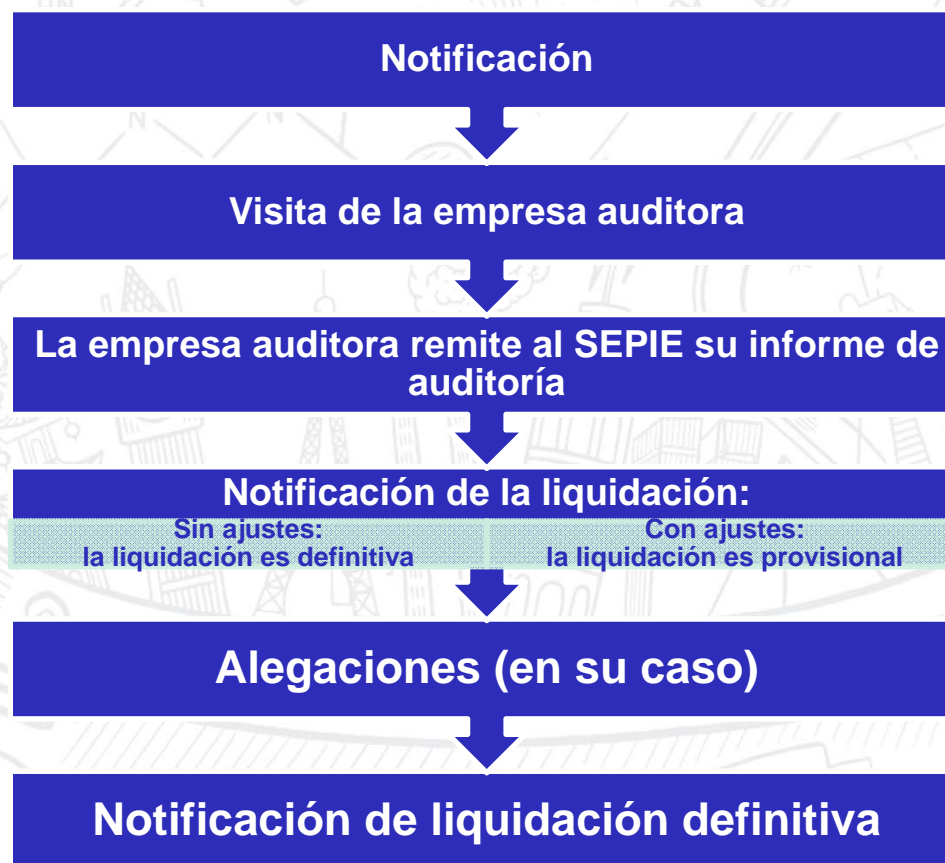 Notificación
Visita de la empresa auditora
La empresa auditora remite al SEPIE su informe de
auditoría
Notificación de la liquidación:
Sin ajustes:
la liquidación es definitiva
Con ajustes:
la liquidación es provisional
Alegaciones (en su caso)
Notificación de liquidación definitiva